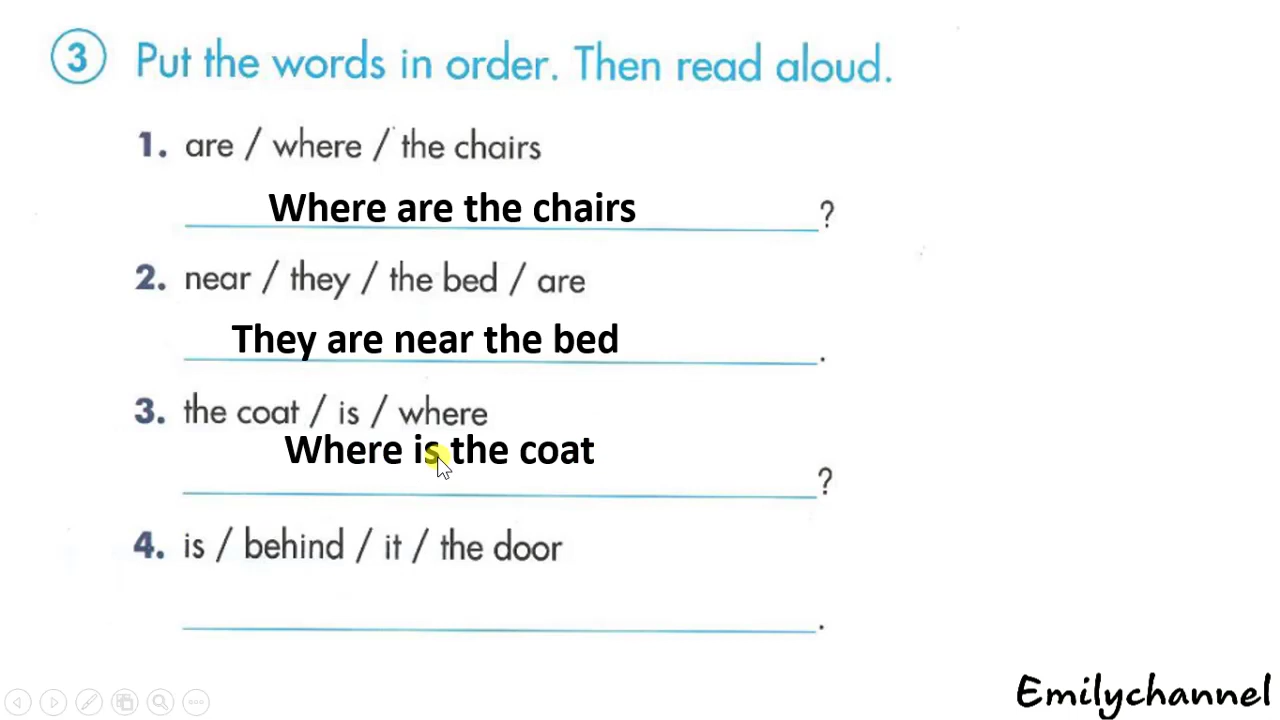 3 Put the words in order. Then read aloud.
1. are / where / the chairs
Where are the chairs ?
2. near / they / the bed / are
They are near the bed .
3. the coat / is / where
Where is the coat ?
4. is / behind / it / the door
.
Emilychannel